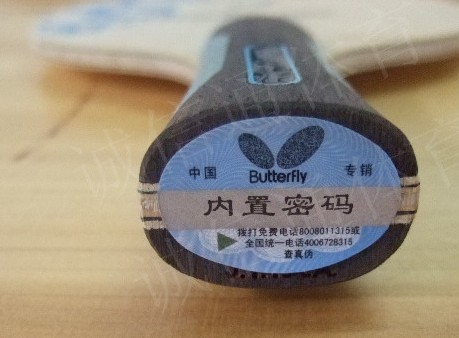 中国 Butterfly 专销
内置密码
拨打免费电话8008011315或
全国统一电话4006728315
查真伪